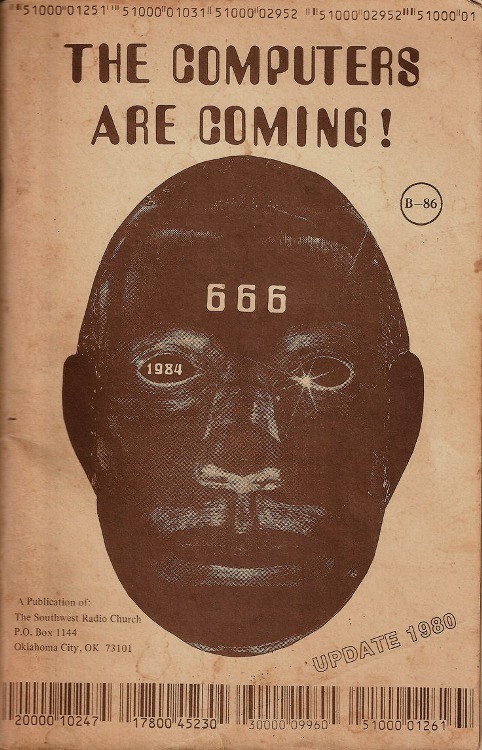 51000 01251 51000 01031 51000 02952 51000 02952 51000 01
THE COMPUTERS
ARE COMING!
B-86
666
1984
A Publication of:
The Southwest Radio Church
P.O. Box 1144
Oklahoma City, OK 73101
UPDATE 1980
20000 10247 17800 45230 30000 09960 51000 01261